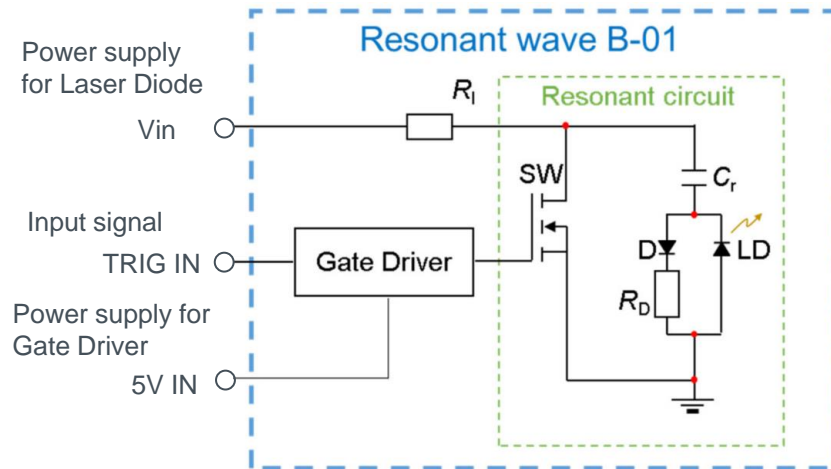 Resonant wave B-01
Power supply
for Laser Diode
Vin
RI
Resonant circuit
SW
Cr
Input signal
TRIG IN
Gate Driver
D
LD
RD
Power supply for
Gate Driver
5V IN